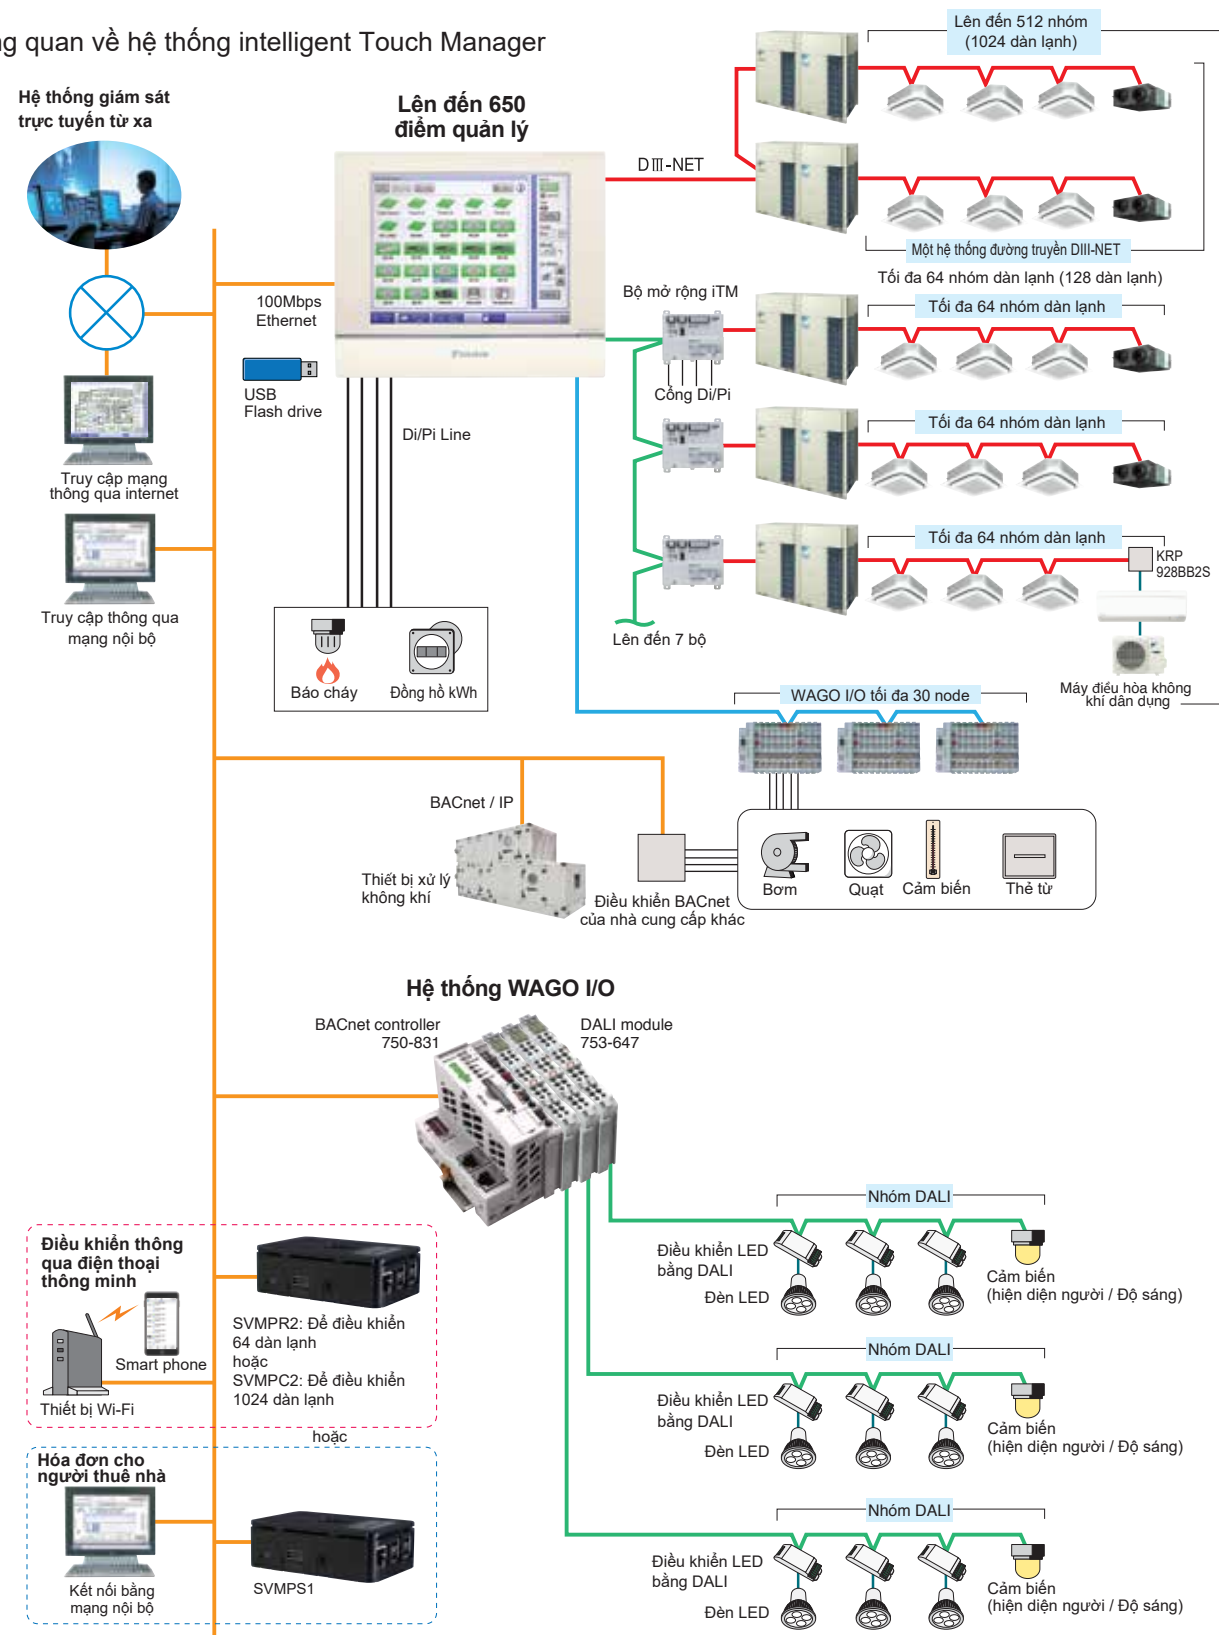 ng quan về hệ thống intelligent Touch Manager
Lên đến 512 nhóm
(1024 dàn lạnh)
Hệ thống giám sát
trực tuyến từ xa
Lên đến 650
điểm quản lý
DIII-NET
Một hệ thống đường truyền DIII-NET
Tối đa 64 nhóm dàn lạnh (128 dàn lạnh)
100Mbps
Ethernet
Bộ mở rộng iTM
Tối đa 64 nhóm dàn lạnh
USB
Flash drive
Cổng Di/Pi
Di/Pi Line
Tối đa 64 nhóm dàn lạnh
Truy cập mạng
thông qua internet
Tối đa 64 nhóm dàn lạnh
KRP
928BB2S
Truy cập thông qua
mạng nội bộ
Lên đến 7 bộ
Báo cháy
Đồng hồ kWh
Máy điều hòa không
khí dân dụng
WAGO I/O tối đa 30 node
BACnet / IP
Thiết bị xử lý
không khí
Điều khiển BACnet
của nhà cung cấp khác
Bơm
Quạt
Cảm biến
Thẻ từ
Hệ thống WAGO I/O
BACnet controller
750-831
DALI module
753-647
Nhóm DALI
Điều khiển LED
bằng DALI
Đèn LED
Cảm biến
(hiện diện người / Độ sáng)
Điều khiển thông
qua điện thoại
thông minh
Smart phone
Thiết bị Wi-Fi
SVMPR2: Để điều khiển
64 dàn lạnh
hoặc
SVMPC2: Để điều khiển
1024 dàn lạnh
Nhóm DALI
Điều khiển LED
bằng DALI
Đèn LED
Cảm biến
(hiện diện người / Độ sáng)
hoặc
Hóa đơn cho
người thuê nhà
Kết nối bằng
mạng nội bộ
SVMPS1
Nhóm DALI
Điều khiển LED
bằng DALI
Đèn LED
Cảm biến
(hiện diện người / Độ sáng)